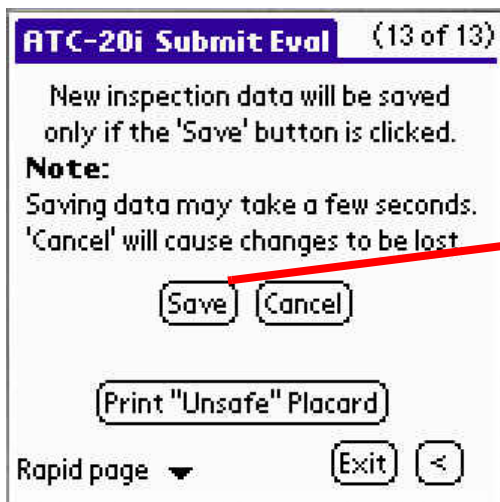 ATC-20i Submit Eval (13 of 13)
New inspection data will be saved
only if the 'Save' button is clicked.
Note:
Saving data may take a few seconds.
'Cancel' will cause changes to be lost
Save Cancel
Print "Unsafe" Placard
Rapid page Exit <